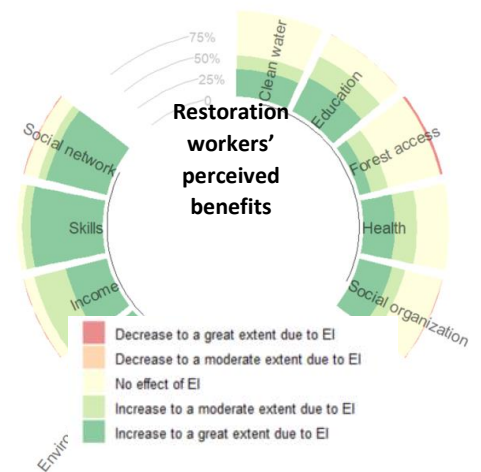 75%
50%
25%
0
Clean water
Education
Forest access
Health
Social organization
Social network
Skills
Income
Restoration
workers'
perceived
benefits
Decrease to a great extent due to EI
Decrease to a moderate extent due to EI
No effect of EI
Increase to a moderate extent due to EI
Increase to a great extent due to EI